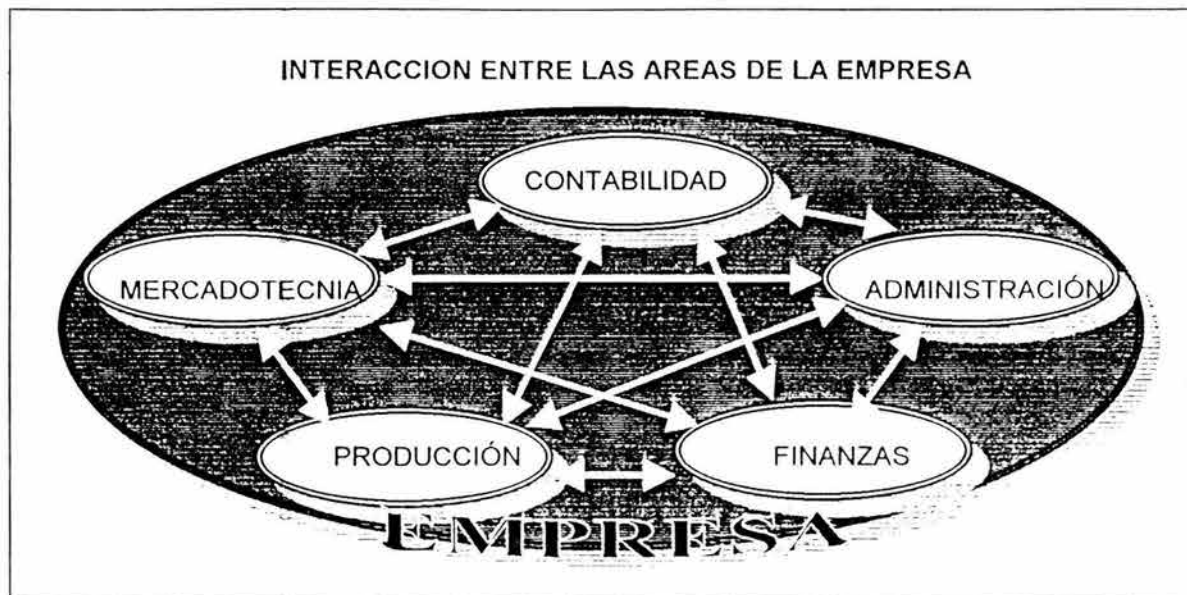 INTERACCION ENTRE LAS AREAS DE LA EMPRESA
CONTABILIDAD
MERCADOTECNIA
ADMINISTRACIÓN
PRODUCCIÓN
FINANZAS
EMPRESA